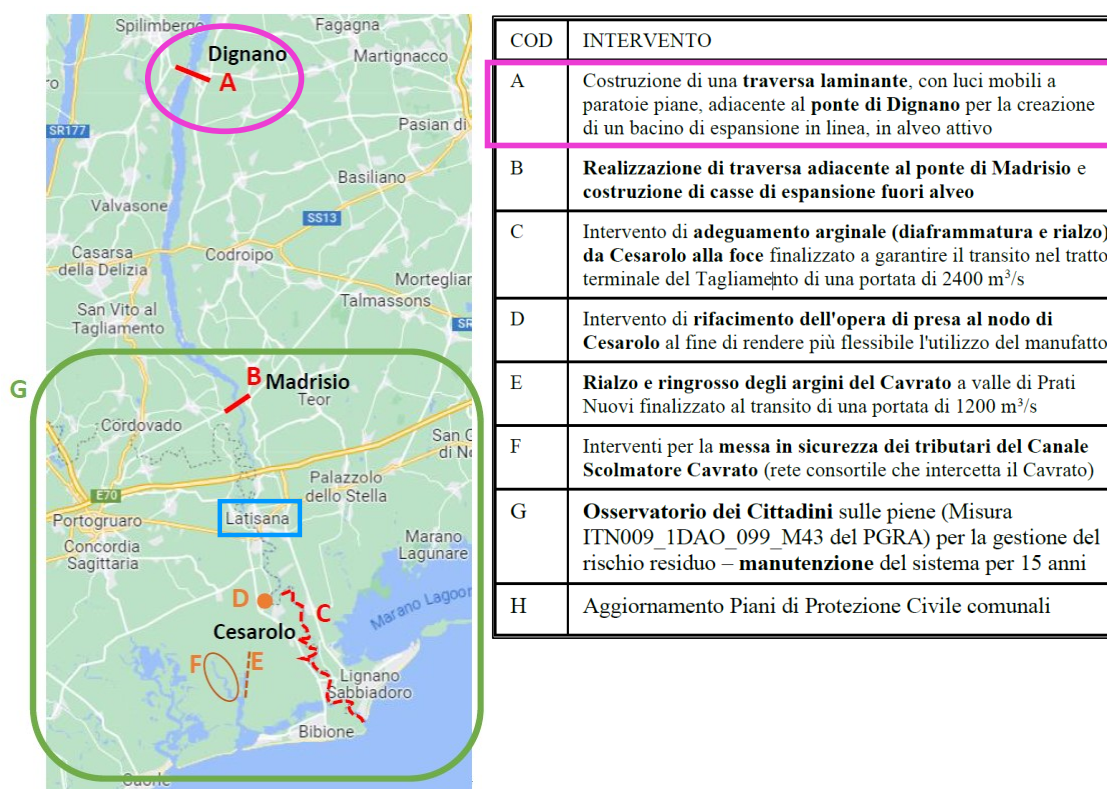 Spilimbergo
Fagagna
Dignano
Martignacco
A
SR177
Pasian di
Basiliano
Valvasone
SS13
Casarsa
della Delizia
Codroipo
Mortegliar
Talmassons
San Vito al
Tagliamento
SR
G
B Madrisio
Teor
Cordovado
San G
di No
Palazzolo
dello Stella
E70
Portogruaro
Latisana
Concordia
Sagittaria
Marano
Lagunare
D
C
Marano Lagoon
Cesarolo
F
E
Lignano
Sabbiadoro
Bibione
Caorle
COD INTERVENTO
A Costruzione di una traversa laminante, con luci mobili a
paratoie piane, adiacente al ponte di Dignano per la creazione
di un bacino di espansione in linea, in alveo attivo
B Realizzazione di traversa adiacente al ponte di Madrisio e
costruzione di casse di espansione fuori alveo
C Intervento di adeguamento arginale (diaframmatura e rialzo)
da Cesarolo alla foce finalizzato a garantire il transito nel tratto
terminale del Tagliamento di una portata di 2400 m³/s
D Intervento di rifacimento dell'opera di presa al nodo di
Cesarolo al fine di rendere più flessibile l'utilizzo del manufatto
E Rialzo e ringrosso degli argini del Cavrato a valle di Prati
Nuovi finalizzato al transito di una portata di 1200 m³/s
F Interventi per la messa in sicurezza dei tributari del Canale
Scolmatore Cavrato (rete consortile che intercetta il Cavrato)
G Osservatorio dei Cittadini sulle piene (Misura
ITN009_1DAO_099_M43 del PGRA) per la gestione del
rischio residuo – manutenzione del sistema per 15 anni
H Aggiornamento Piani di Protezione Civile comunali